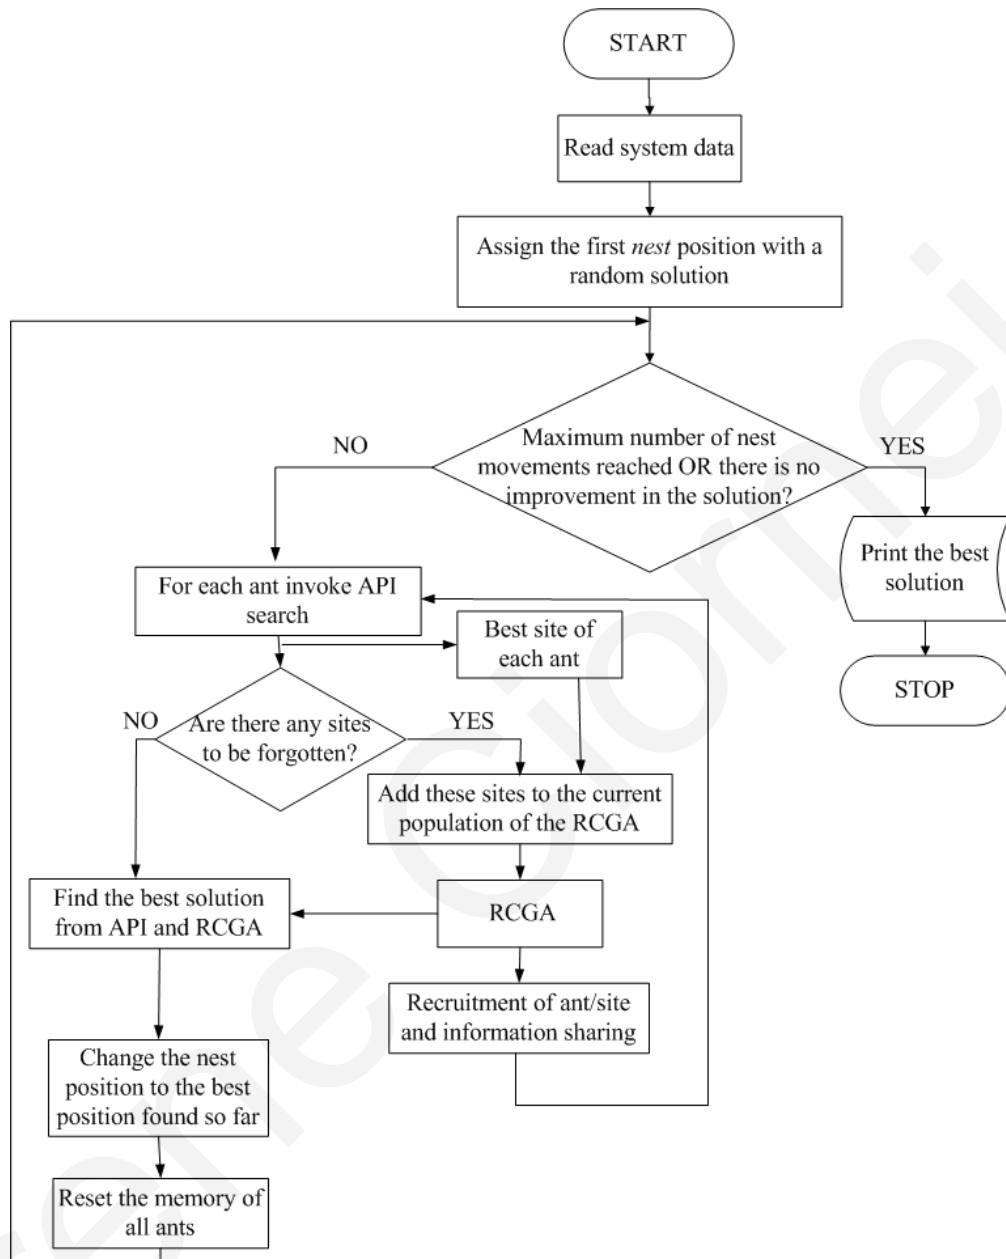 START
Read system data
Assign the first nest position with a
random solution
Maximum number of nest
movements reached OR there is no
improvement in the solution?
NO
YES
Print the best
solution
STOP
For each ant invoke API
search
Best site of
each ant
Are there any sites
to be forgotten?
NO
YES
Add these sites to the current
population of the RCGA
Find the best solution
from API and RCGA
RCGA
Recruitment of ant/site
and information sharing
Change the nest
position to the best
position found so far
Reset the memory of
all ants
ene Ciornei